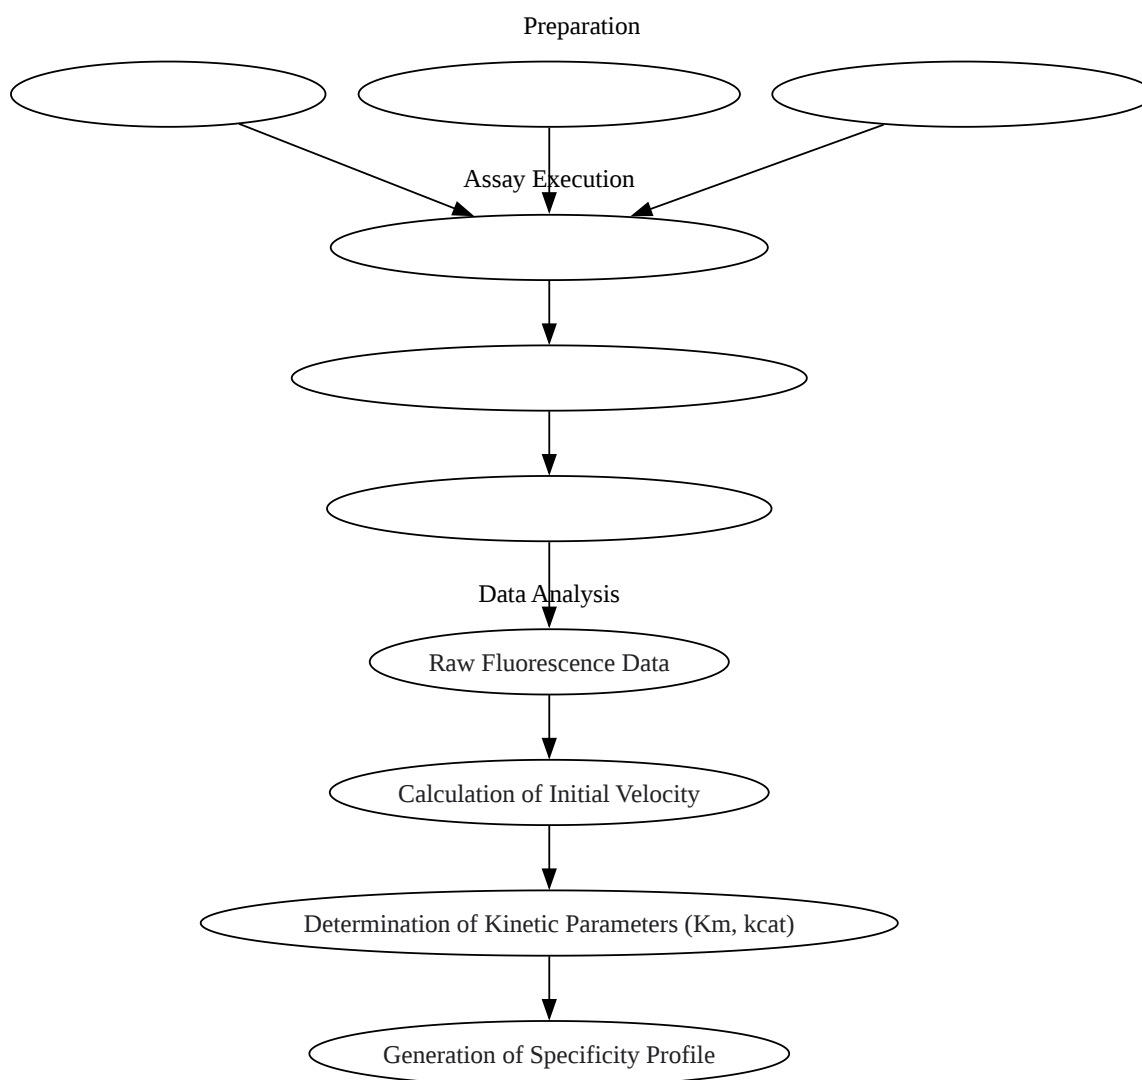 Preparation
Assay Execution
Data Analysis
Raw Fluorescence Data
Calculation of Initial Velocity
Determination of Kinetic Parameters (Km, kcat)
Generation of Specificity Profile